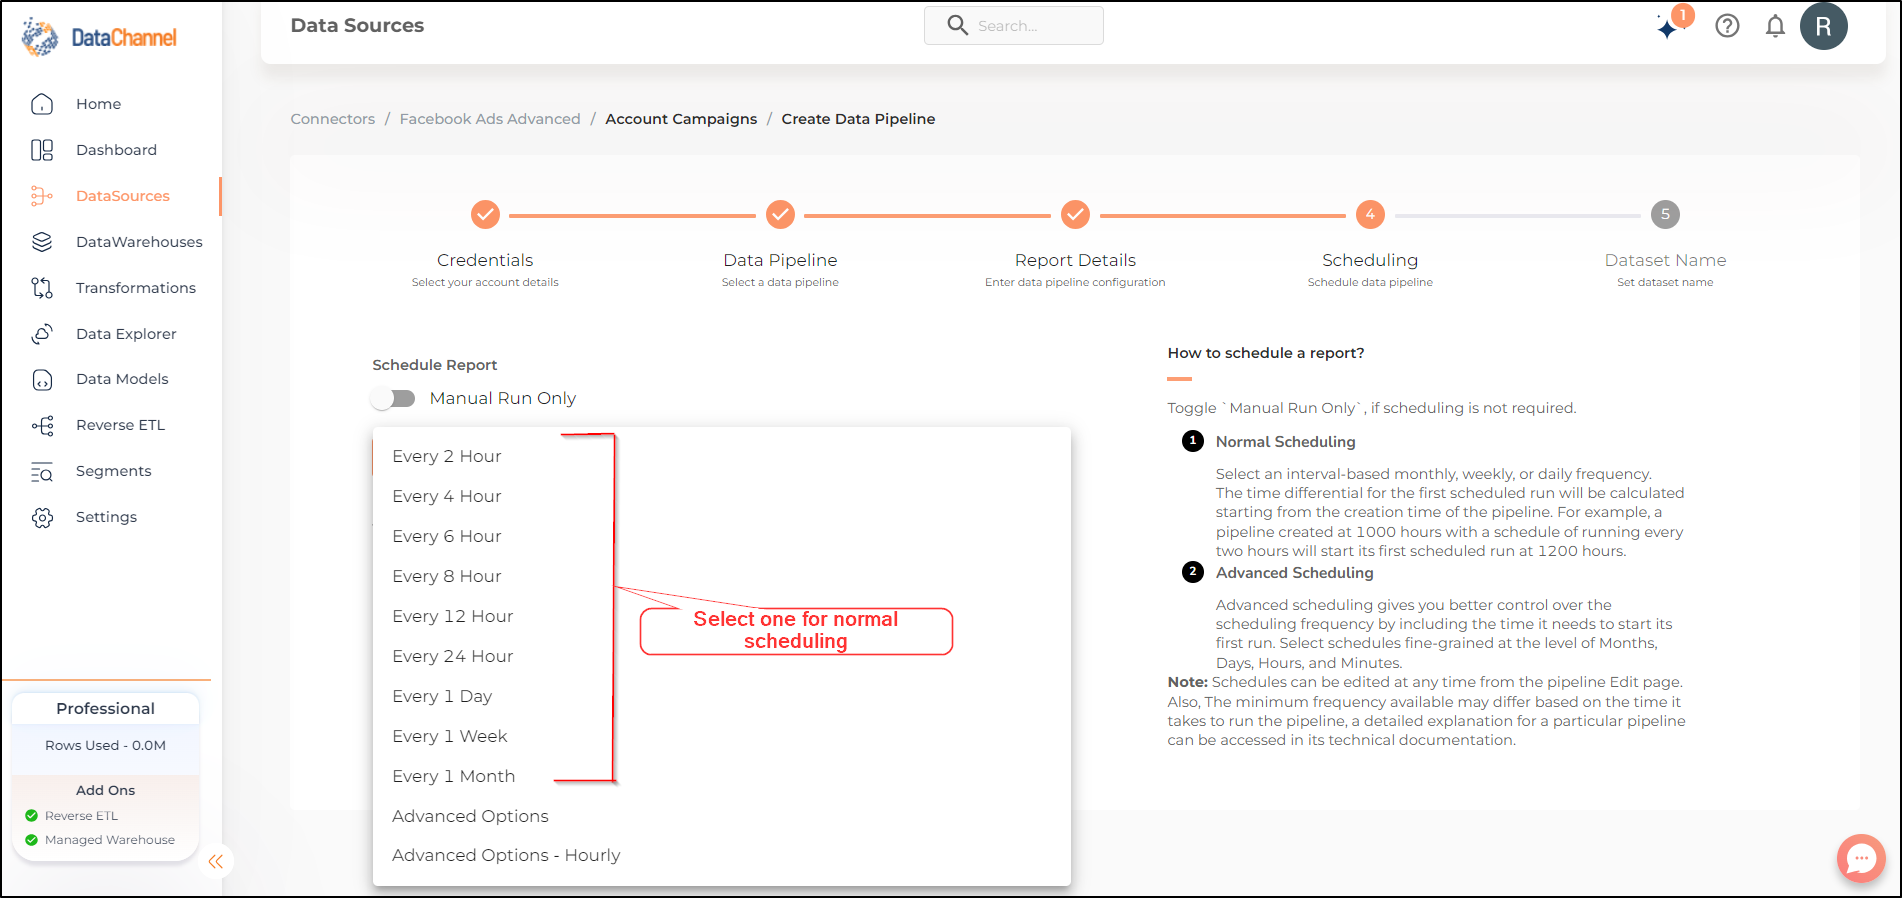 DataChannel
Data Sources
Search...
1
R
Home
Dashboard
DataSources
DataWarehouses
Transformations
Data Explorer
Data Models
Reverse ETL
Segments
Settings
Professional
Rows Used - 0.0M
Add Ons
Reverse ETL
Managed Warehouse
Connectors / Facebook Ads Advanced / Account Campaigns / Create Data Pipeline
4
5
Credentials
Select your account details
Data Pipeline
Select a data pipeline
Report Details
Enter data pipeline configuration
Scheduling
Schedule data pipeline
Dataset Name
Set dataset name
Schedule Report
Manual Run Only
Every 2 Hour
Every 4 Hour
Every 6 Hour
Every 8 Hour
Every 12 Hour
Every 24 Hour
Every 1 Day
Every 1 Week
Every 1 Month
Advanced Options
Advanced Options - Hourly
Select one for normal
scheduling
How to schedule a report?
Toggle `Manual Run Only`, if scheduling is not required.
1 Normal Scheduling
Select an interval-based monthly, weekly, or daily frequency.
The time differential for the first scheduled run will be calculated
starting from the creation time of the pipeline. For example, a
pipeline created at 1000 hours with a schedule of running every
two hours will start its first scheduled run at 1200 hours.
2 Advanced Scheduling
Advanced scheduling gives you better control over the
scheduling frequency by including the time it needs to start its
first run. Select schedules fine-grained at the level of Months,
Days, Hours, and Minutes.
Note: Schedules can be edited at any time from the pipeline Edit page.
Also, The minimum frequency available may differ based on the time it
takes to run the pipeline, a detailed explanation for a particular pipeline
can be accessed in its technical documentation.